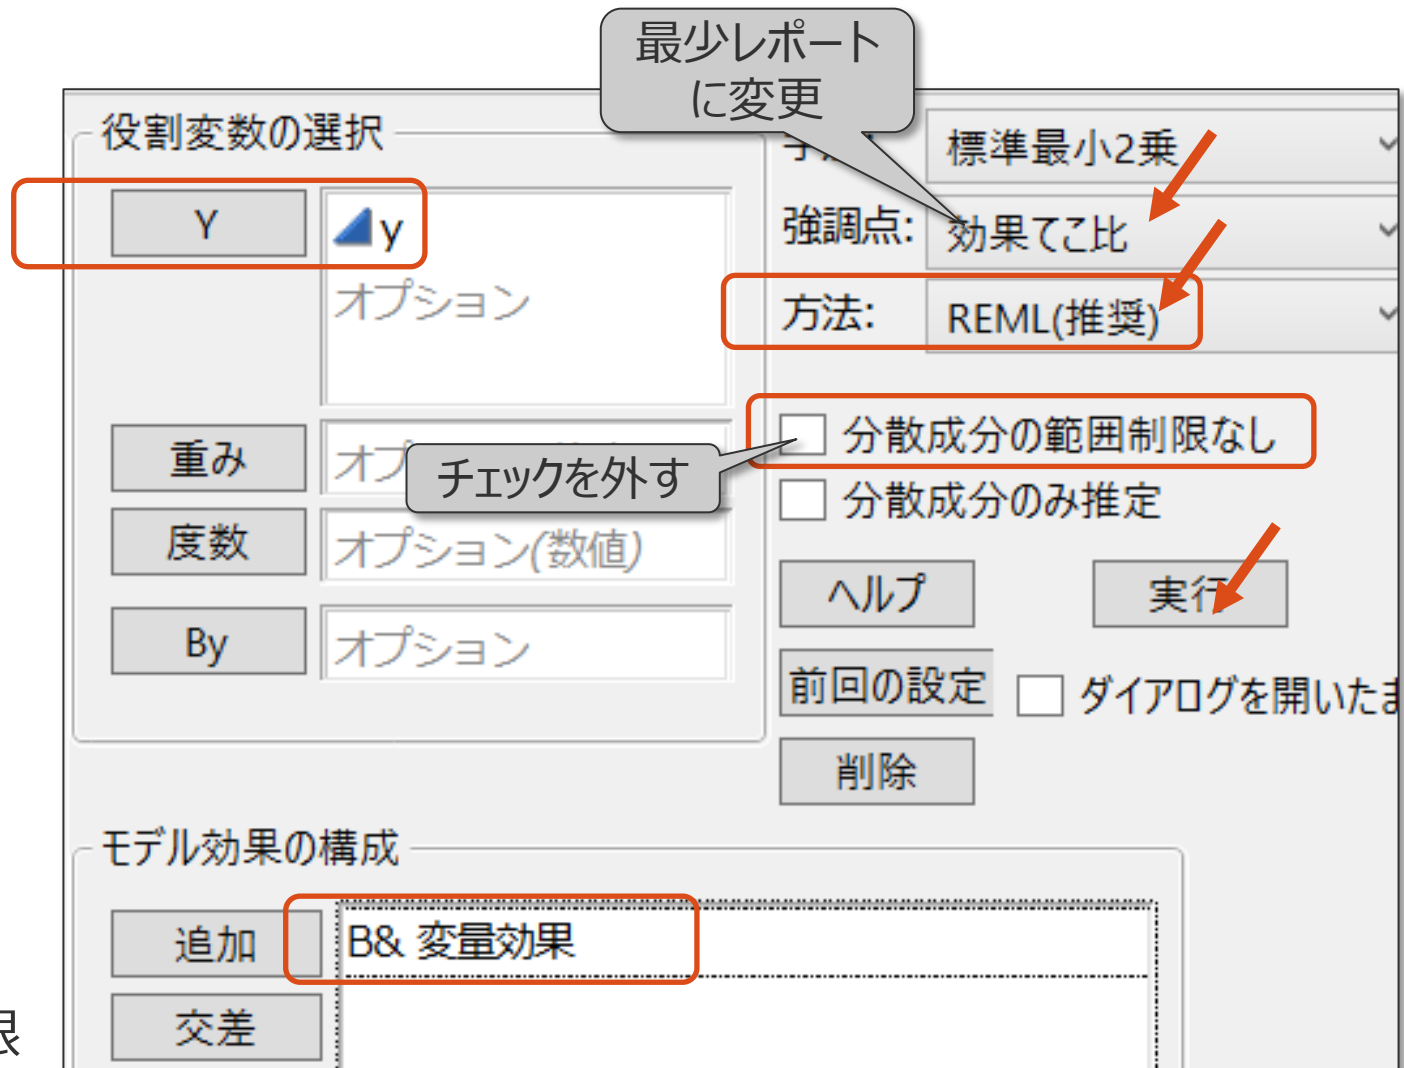 最少レポート
に変更
役割変数の選択
標準最小2乗
Y
y
強調点:
効果てこ比
オプション
方法:
REML(推奨)
分散成分の範囲制限なし
重み
チェックを外す
分散成分のみ推定
度数
オプション(数値)
ヘルプ
実行
By
オプション
前回の設定
ダイアログを開いたま
削除
モデル効果の構成
追加
B& 変量効果
交差